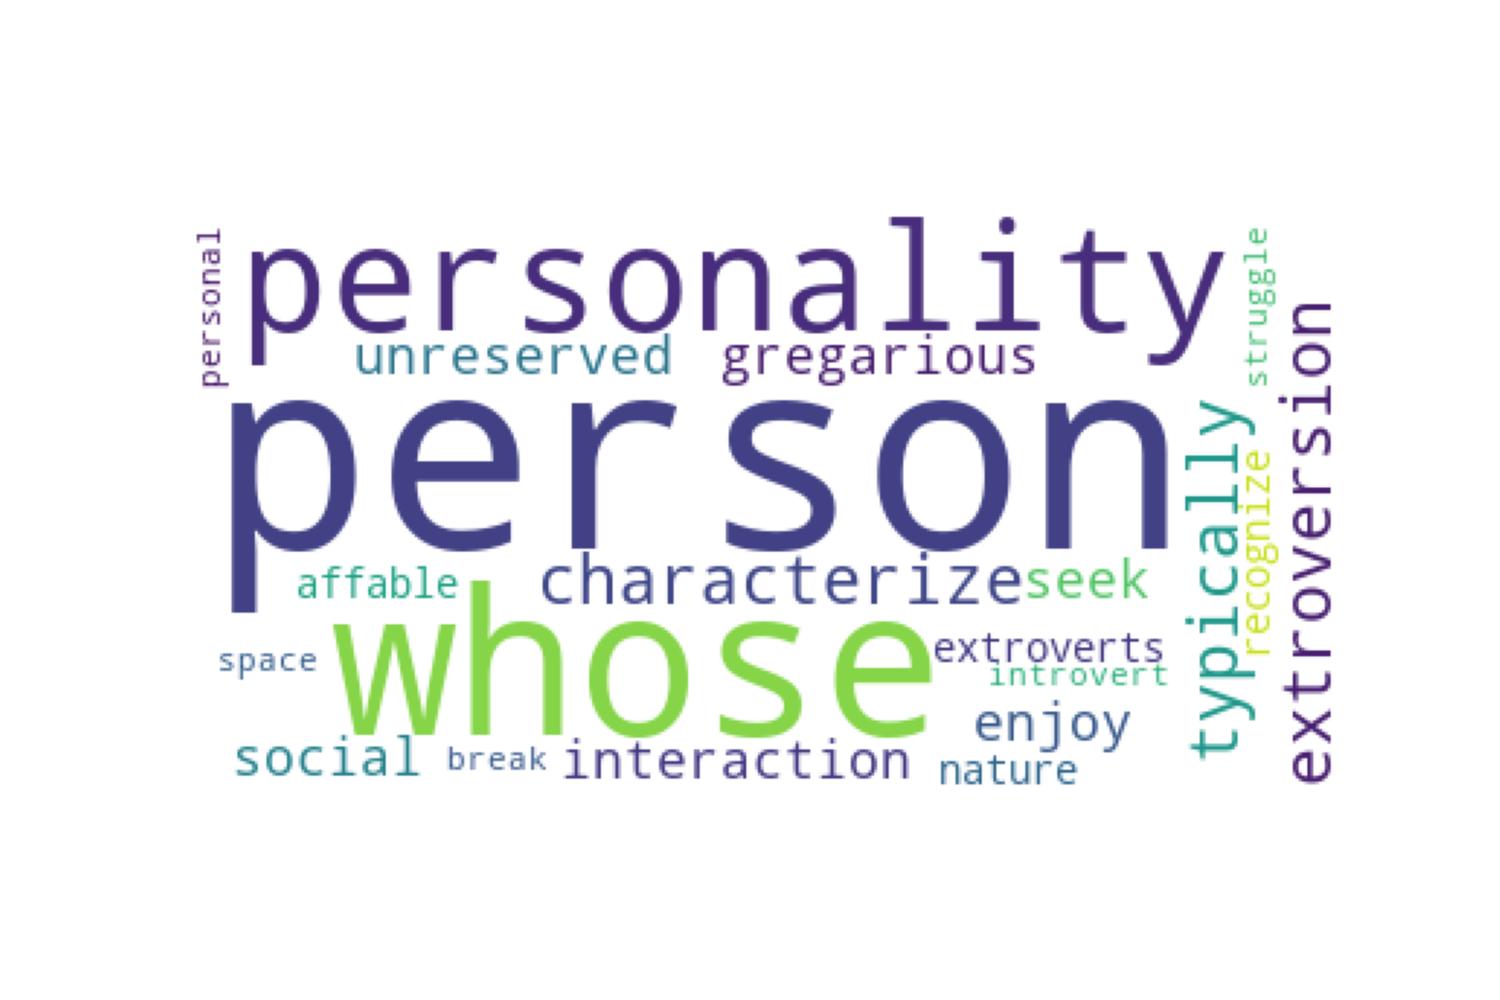 personal
personality
struggle
unreserved gregarious
extroversion
person
typically
recognize
affable characterize seek
whose
extroverts
space
introvert
enjoy
social break interaction nature